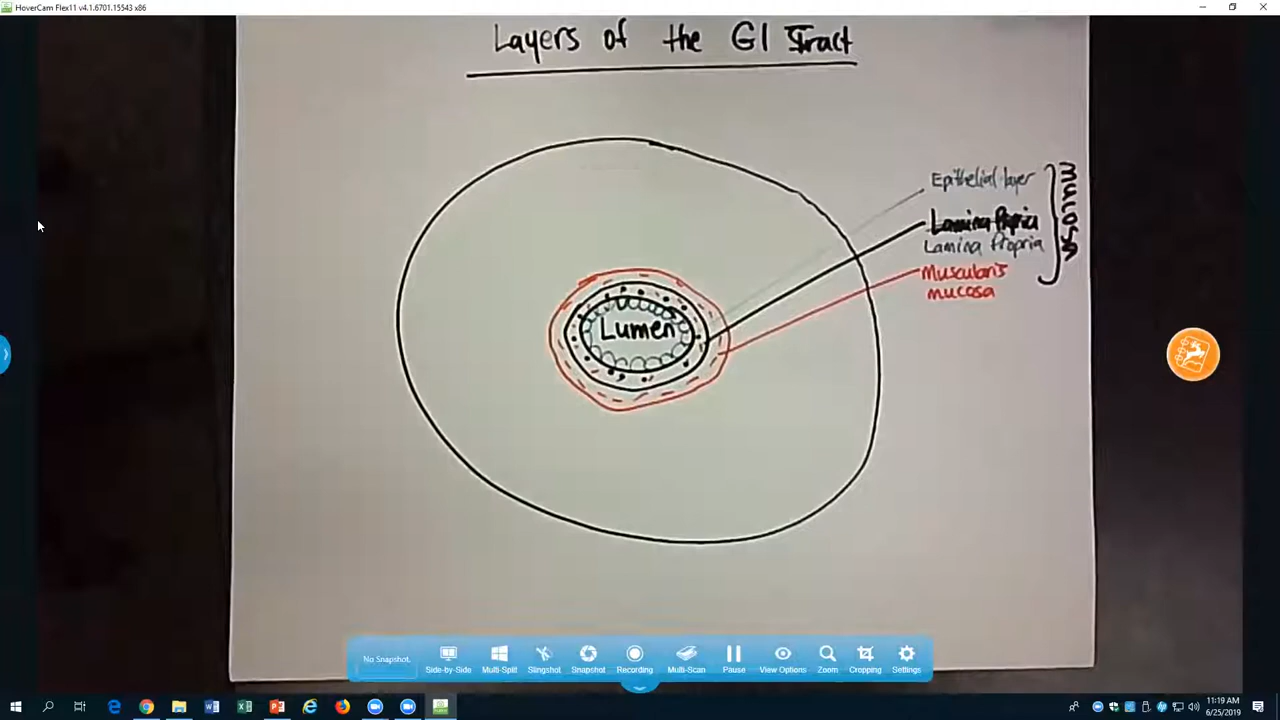 HoverCam Flex11 v4.1.6701.15543 x86
Layers of the GI Tract
Epithelial layer
Lamina Propria
Lamina Propria
Muscularis
mucosa
mucosa
Lumen
No Snapshot.
Side-by-Side
Multi-Split
Slingshot
Snapshot
Recording
Multi-Scan
Pause
View Options
Zoom
Cropping
Settings
11:19 AM
6/25/2019